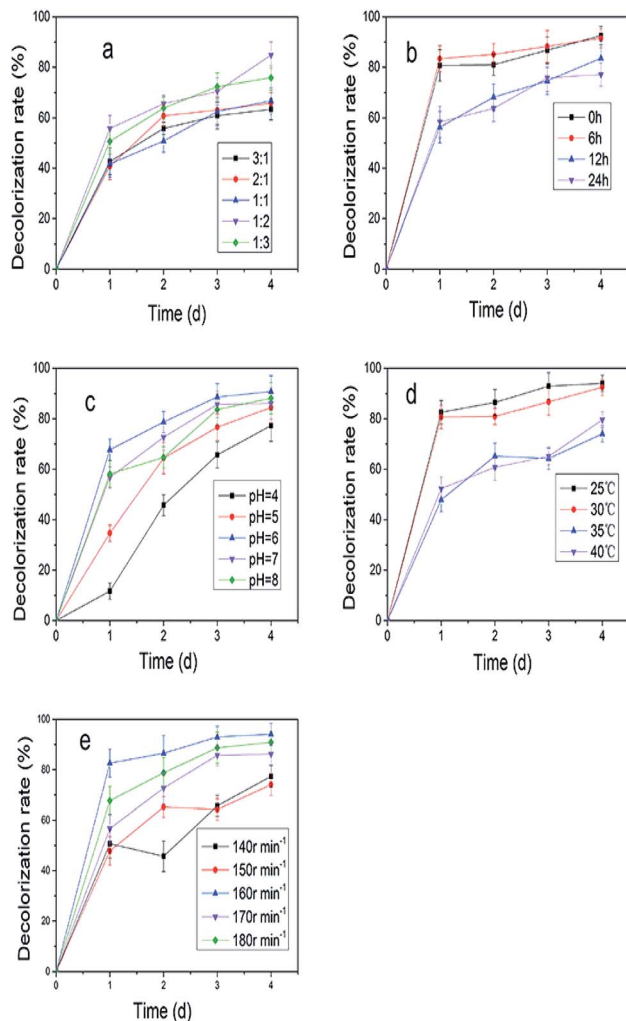 a
Decolorization rate (%)
100
80
60
40
20
0
3:1
2:1
1:1
1:2
1:3
0 1 2 3 4
Time (d)
b
Decolorization rate (%)
100
80
60
40
20
0
0h
6h
12h
24h
0 1 2 3 4
Time (d)
c
Decolorization rate (%)
100
80
60
40
20
0
pH=4
pH=5
pH=6
pH=7
pH=8
0 1 2 3 4
Time (d)
d
Decolorization rate (%)
100
80
60
40
20
0
25℃
30℃
35℃
40℃
0 1 2 3 4
Time (d)
e
Decolorization rate (%)
100
80
60
40
20
0
140r min⁻¹
150r min⁻¹
160r min⁻¹
170r min⁻¹
180r min⁻¹
0 1 2 3 4
Time (d)